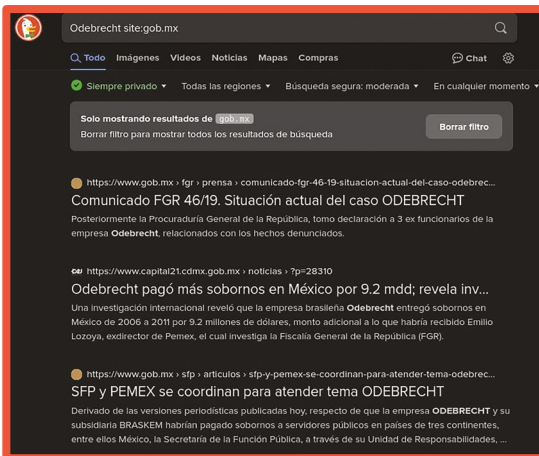 Odebrecht site:gob.mx
Todo Imágenes Videos Noticias Mapas Compras Chat
Siempre privado Todas las regiones Búsqueda segura: moderada En cualquier momento
Solo mostrando resultados de gob.mx
Borrar filtro para mostrar todos los resultados de búsqueda
Borrar filtro
https://www.gob.mx › fgr › prensa › comunicado-fgr-46-19-situacion-actual-del-caso-odebrec...
Comunicado FGR 46/19. Situación actual del caso ODEBRECHT
Posteriormente la Procuraduría General de la República, tomo declaración a 3 ex funcionarios de la
empresa Odebrecht, relacionados con los hechos denunciados.
https://www.capital21.cdmx.gob.mx › noticias › ?p=28310
Odebrecht pagó más sobornos en México por 9.2 mdd; revela inv...
Una investigación internacional reveló que la empresa brasileña Odebrecht entregó sobornos en
México de 2006 a 2011 por 9.2 millones de dólares, monto adicional a lo que habría recibido Emilio
Lozoya, exdirector de Pemex, el cual investiga la Fiscalía General de la República (FGR).
https://www.gob.mx › sfp › articulos › sfp-y-pemex-se-coordinan-para-atender-tema-odebrec...
SFP y PEMEX se coordinan para atender tema ODEBRECHT
Derivado de las versiones periodísticas publicadas hoy, respecto de que la empresa ODEBRECHT y su
subsidiaria BRASKEM habrían pagado sobornos a servidores públicos en países de tres continentes,
entre ellos México, la Secretaría de la Función Pública, a través de su Unidad de Responsabilidades, ...